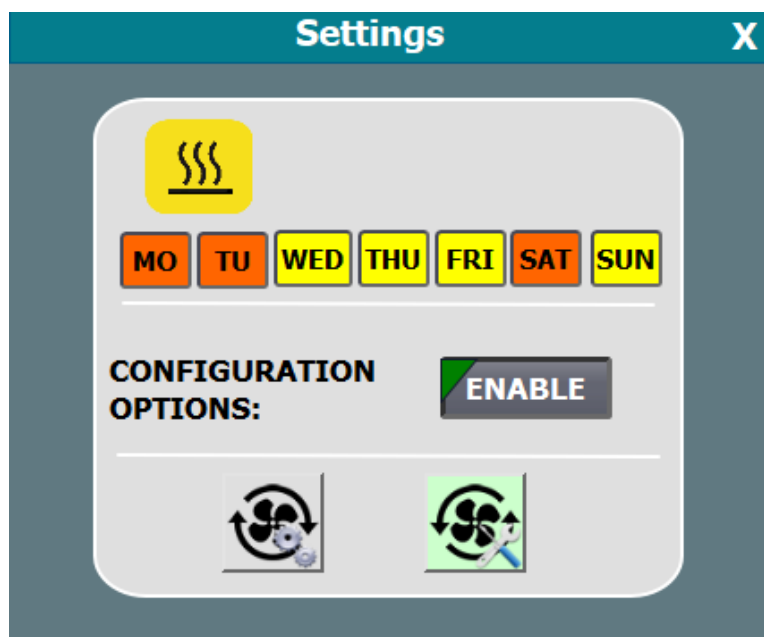 Settings X
MO TU WED THU FRI SAT SUN
CONFIGURATION
OPTIONS:
ENABLE